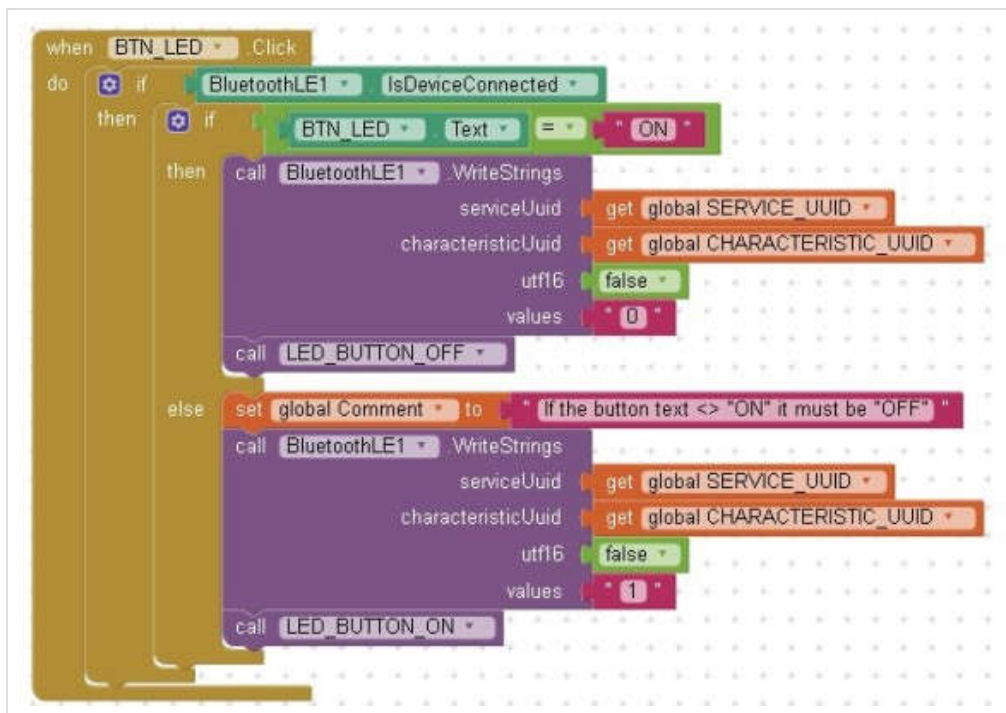 when BTN_LED .Click
do if BluetoothLE1 . IsDeviceConnected
then if BTN_LED . Text = " ON "
then call BluetoothLE1 .WriteStrings
serviceUuid get global SERVICE_UUID
characteristicUuid get global CHARACTERISTIC_UUID
utf16 false
values " 0 "
call LED_BUTTON_OFF
else set global Comment to " If the button text <> "ON" it must be "OFF" "
call BluetoothLE1 .WriteStrings
serviceUuid get global SERVICE_UUID
characteristicUuid get global CHARACTERISTIC_UUID
utf16 false
values " 1 "
call LED_BUTTON_ON